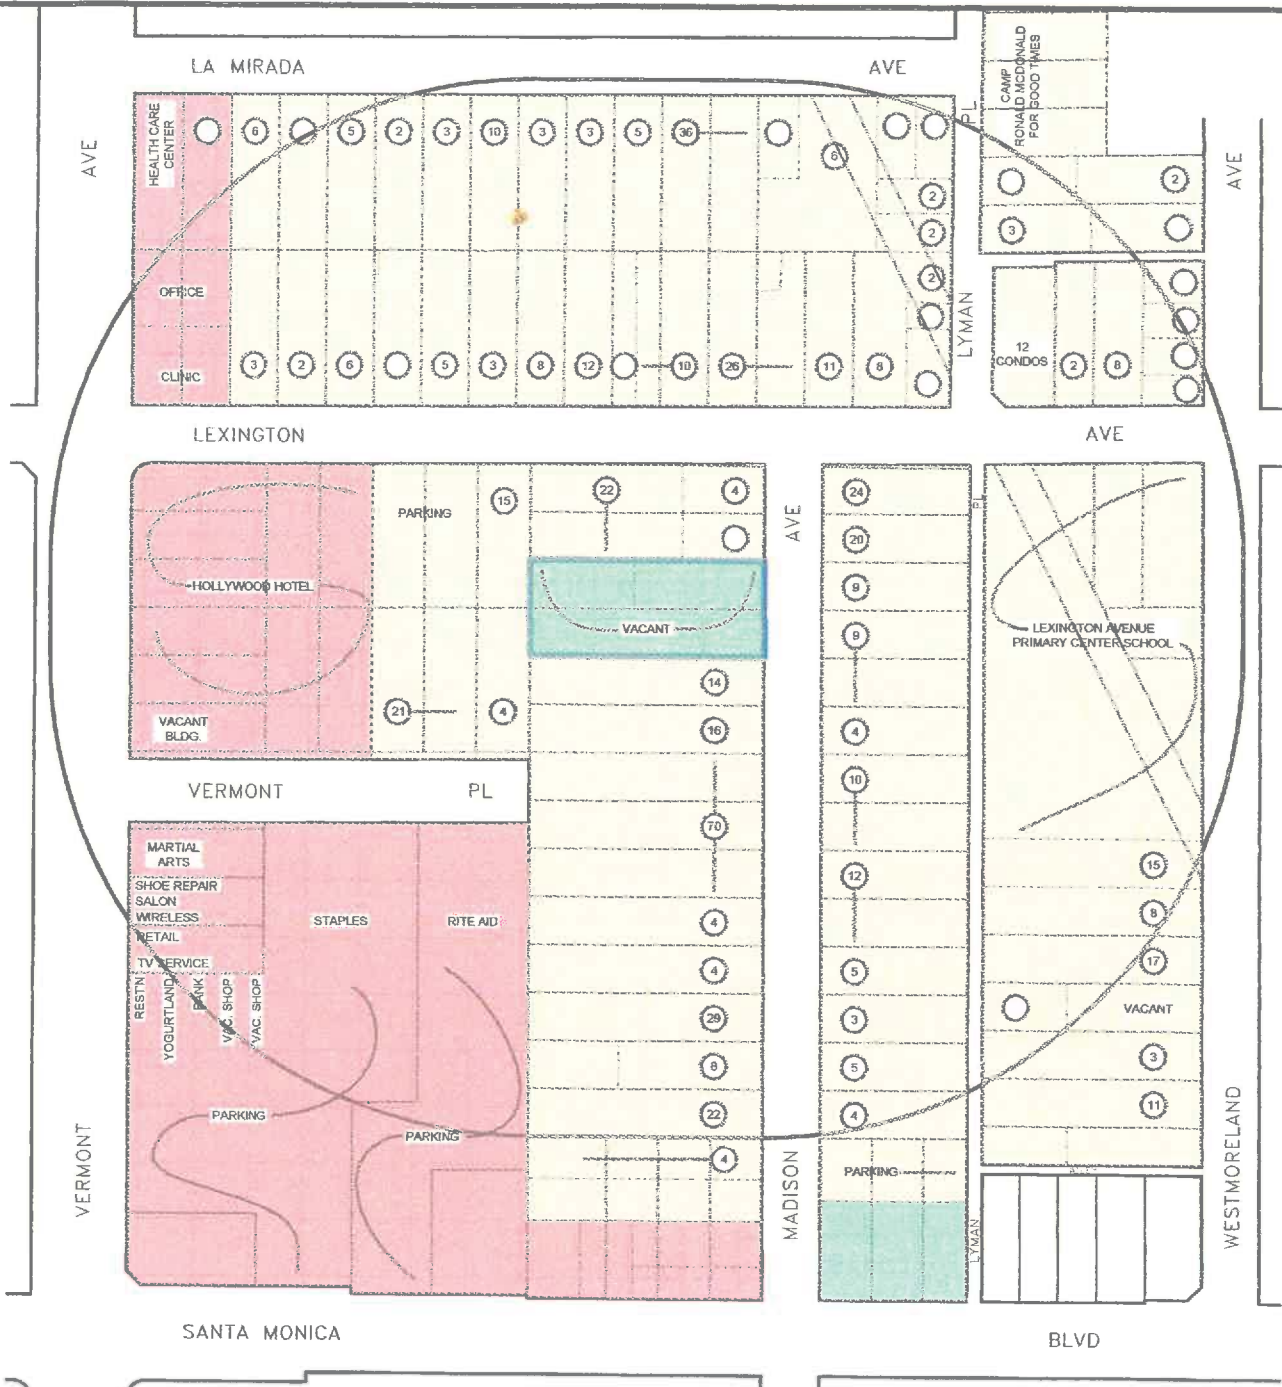 LA MIRADA
AVE
AVE
HEALTH CARE
CENTER
6
5
2
3
10
3
3
5
36
6
2
2
2
PL
CAMP
RONALD MCDONALD
FOR GOOD TIMES
2
3
AVE
OFFICE
CLINIC
3
2
6
5
3
8
12
10
26
11
8
LYMAN
12
CONDOS
2
8
LEXINGTON
AVE
PARKING
15
22
4
AVE
24
20
9
9
4
10
12
5
3
5
4
PL
HOLLYWOOD HOTEL
VACANT
LEXINGTON AVENUE
PRIMARY CENTER SCHOOL
VACANT
BLDG.
21
4
14
16
70
4
4
29
8
22
4
VERMONT
PL
MARTIAL
ARTS
SHOE REPAIR
SALON
WIRELESS
RETAIL
TV SERVICE
RESTN
YOGURTLAND
BANK
VAC. SHOP
VAC. SHOP
STAPLES
RITE AID
PARKING
PARKING
15
8
17
VACANT
3
11
PARKING
VERMONT
MADISON
LYMAN
WESTMORELAND
SANTA MONICA
BLVD